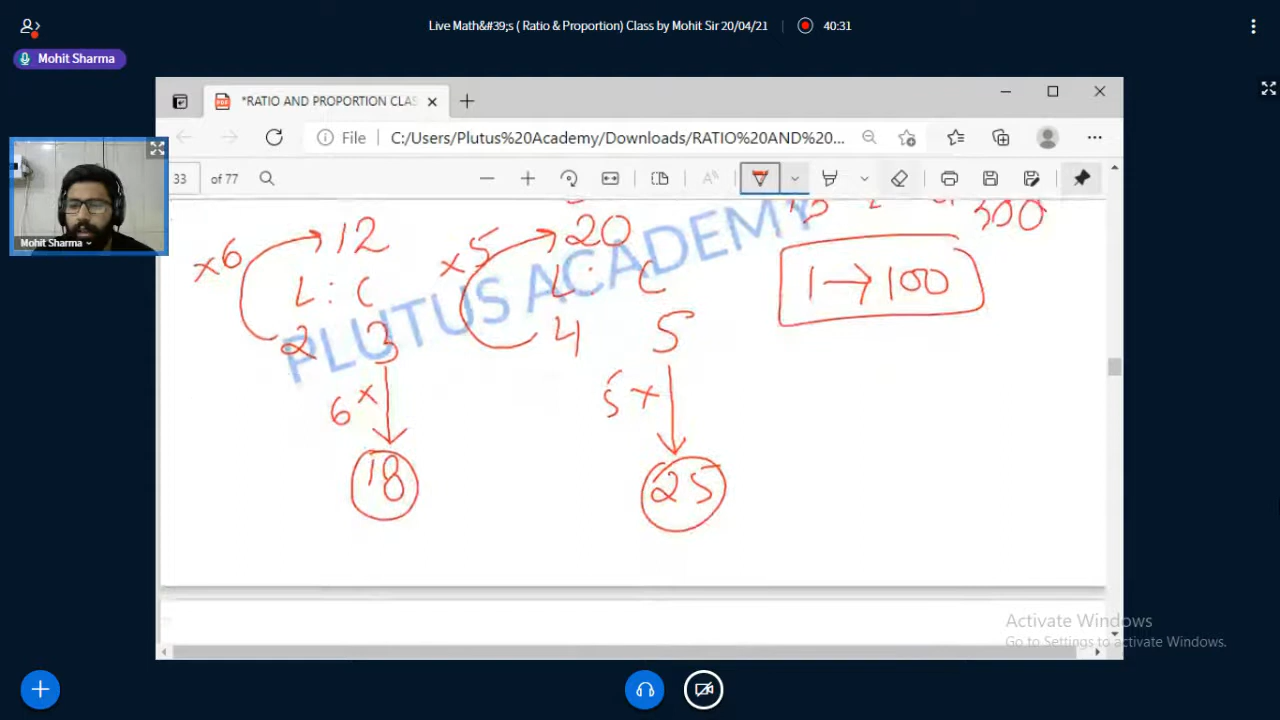 Live Math&#39;s ( Ratio & Proportion) Class by Mohit Sir 20/04/21 40:31
Mohit Sharma
*RATIO AND PROPORTION CLAS
File C:/Users/Plutus%20Academy/Downloads/RATIO%20AND%20...
33 of 77
Mohit Sharma
300
×6 12 ×5 20
L : C L : C 1 → 100
2 3 4 5
6 × 5 ×
18 25
PLUTUS ACADEMY
Activate Windows
Go to Settings to activate Windows.